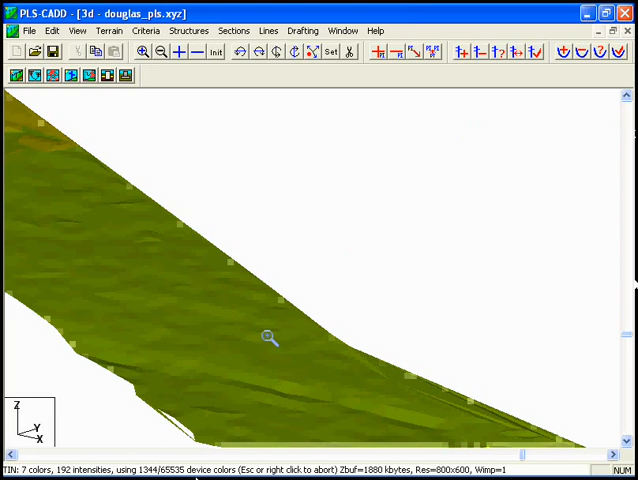 PLS-CADD - [3d - douglas_pls.xyz]
File Edit View Terrain Criteria Structures Sections Lines Drafting Window Help
Init Set
Z
Y
X
TIN: 7 colors, 192 intensities, using 1344/65535 device colors (Esc or right click to abort) Zbuf=1880 kbytes, Res=800x600, Wimp=1 NUM